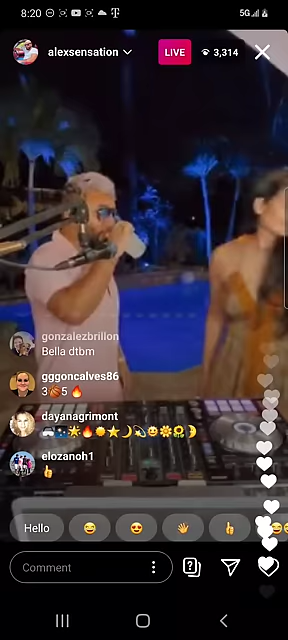 8:20
5G
alexsensation
LIVE
3,314
gonzalezbrillon
Bella dtbm
gggoncalves86
3🏀5 🔥
dayanagrimont
elozanoh1
Hello
Comment